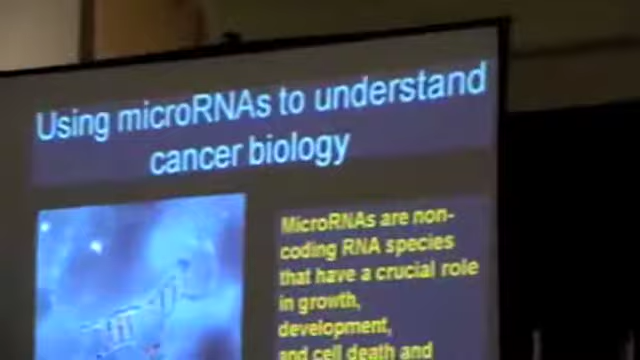 Using microRNAs to understand
cancer biology
MicroRNAs are non-
coding RNA species
that have a crucial role
in growth,
development,
and cell death and